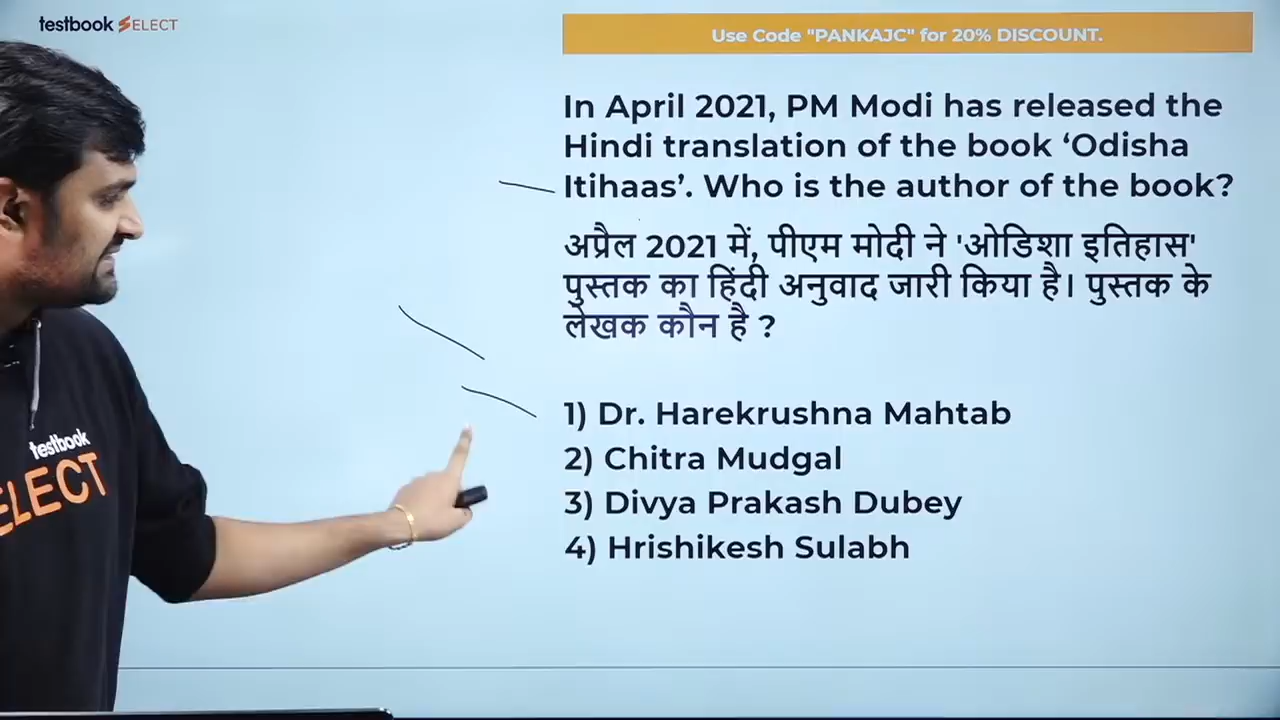 testbook SELECT
Use Code "PANKAJC" for 20% DISCOUNT.
In April 2021, PM Modi has released the
Hindi translation of the book ‘Odisha
Itihaas’. Who is the author of the book?
अप्रैल 2021 में, पीएम मोदी ने 'ओडिशा इतिहास'
पुस्तक का हिंदी अनुवाद जारी किया है। पुस्तक के
लेखक कौन है ?
1) Dr. Harekrushna Mahtab
2) Chitra Mudgal
3) Divya Prakash Dubey
4) Hrishikesh Sulabh
testbook
ELECT